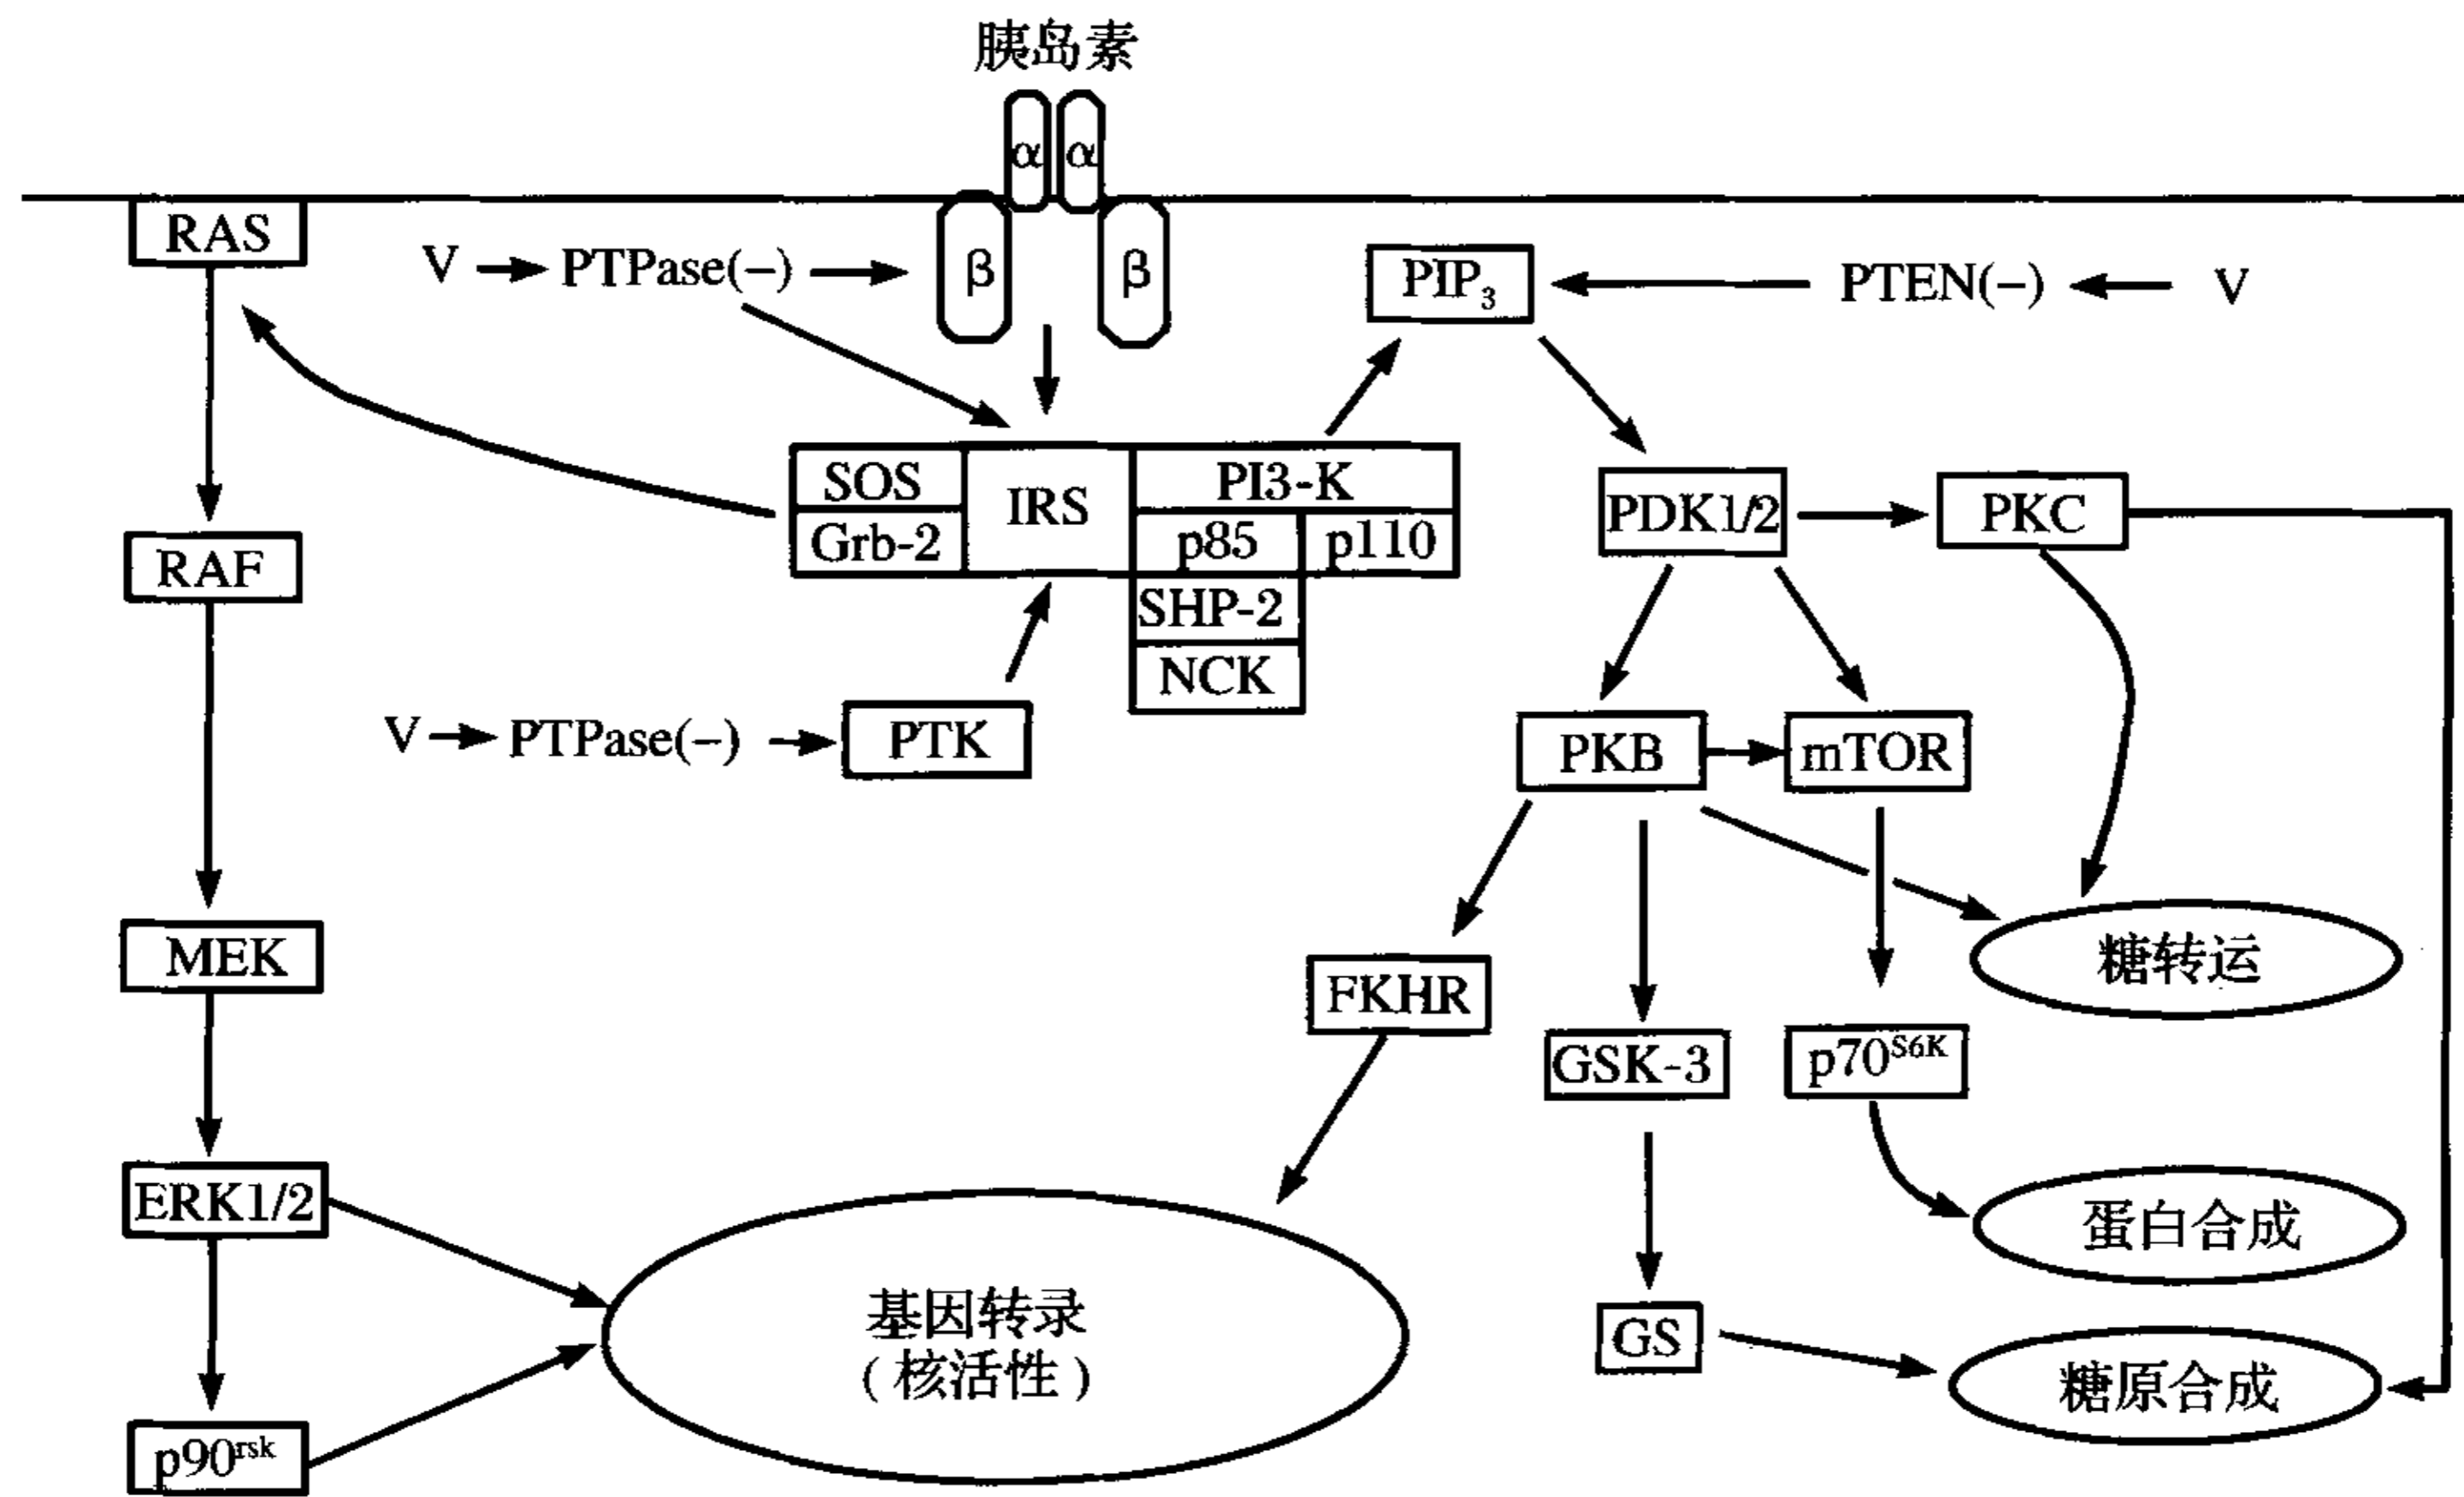 胰岛素
α α
RAS
V PTPase(−) β β PIP₃ PTEN(−) V
SOS IRS PI3-K
Grb-2 p85 p110
SHP-2
NCK
PDK1/2 PKC
RAF
V PTPase(−) PTK
PKB mTOR
MEK
FKHR
糖转运
GSK-3 p70ˢ⁶ᴷ
ERK1/2
蛋白合成
基因转录
(核活性)
GS
糖原合成
p90ʳˢᵏ